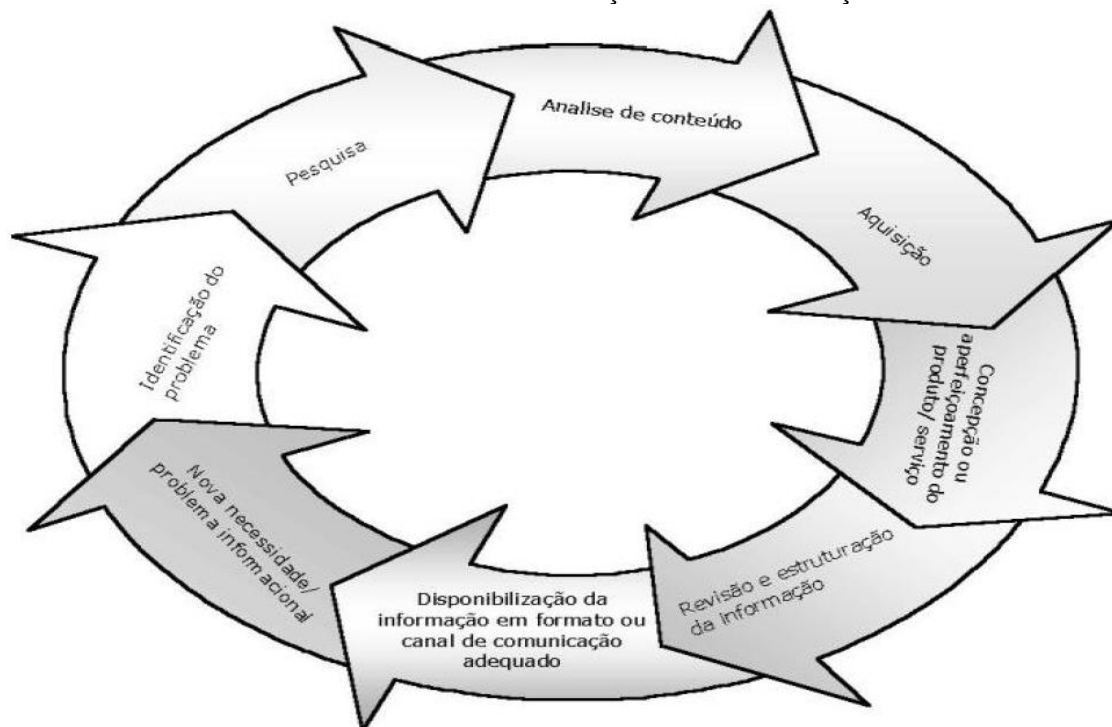 Analise de conteúdo
Aquisição
Concepção ou
aperfeiçoamento do
produto/ serviço
Revisão e estruturação
da informação
Disponibilização da
informação em formato ou
canal de comunicação
adequado
Nova necessidade/
problema informacional
Identificação do
problema
Pesquisa